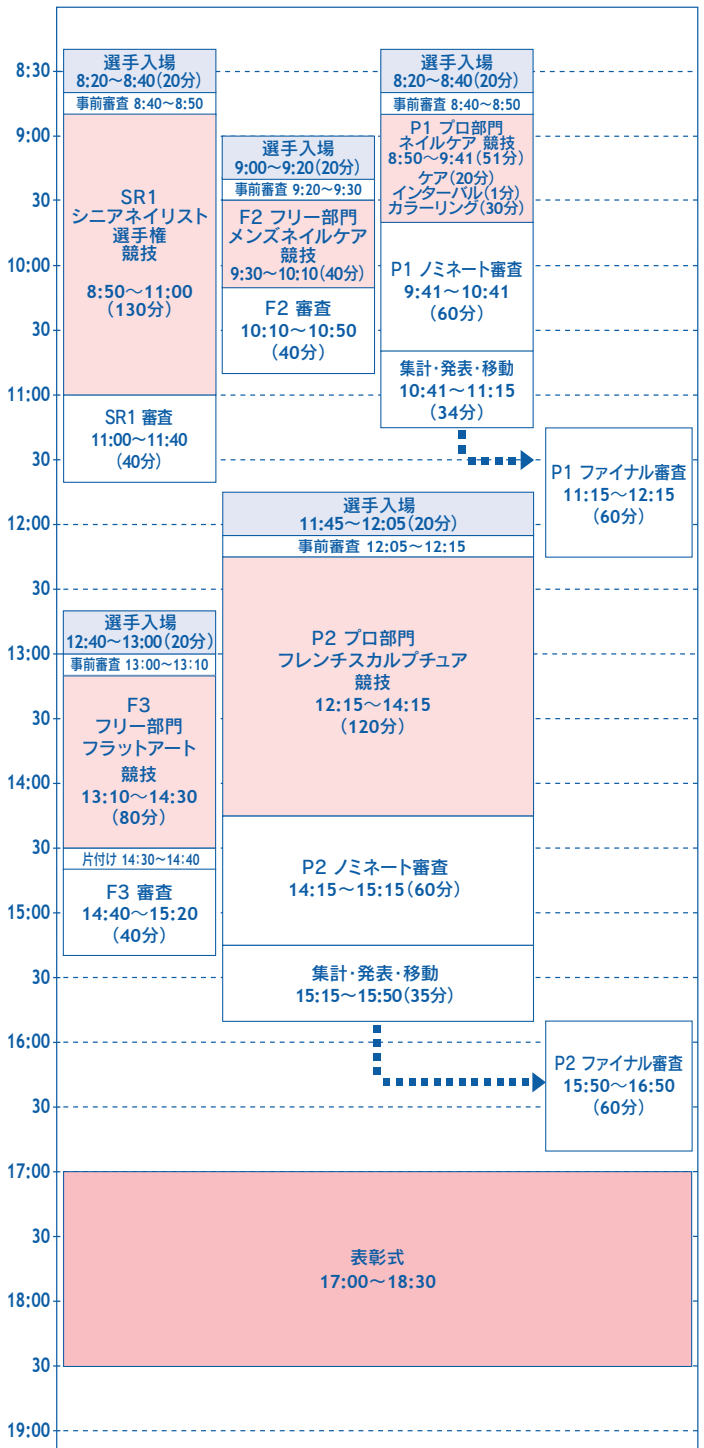 8:30
9:00
30
10:00
30
11:00
30
12:00
30
13:00
30
14:00
30
15:00
30
16:00
30
17:00
30
18:00
30
19:00
選手入場
8:20～8:40(20分)
事前審査 8:40～8:50
SR1
シニアネイリスト
選手権
競技
8:50～11:00
(130分)
SR1 審査
11:00～11:40
(40分)
選手入場
9:00～9:20(20分)
事前審査 9:20～9:30
F2 フリー部門
メンズネイルケア
競技
9:30～10:10(40分)
F2 審査
10:10～10:50
(40分)
選手入場
8:20～8:40(20分)
事前審査 8:40～8:50
P1 プロ部門
ネイルケア 競技
8:50～9:41(51分)
ケア(20分)
インターバル(1分)
カラーリング(30分)
P1 ノミネート審査
9:41～10:41
(60分)
集計・発表・移動
10:41～11:15
(34分)
P1 ファイナル審査
11:15～12:15
(60分)
選手入場
11:45～12:05(20分)
事前審査 12:05～12:15
P2 プロ部門
フレンチスカルプチュア
競技
12:15～14:15
(120分)
P2 ノミネート審査
14:15～15:15(60分)
集計・発表・移動
15:15～15:50(35分)
選手入場
12:40～13:00(20分)
事前審査 13:00～13:10
F3
フリー部門
フラットアート
競技
13:10～14:30
(80分)
片付け 14:30～14:40
F3 審査
14:40～15:20
(40分)
P2 ファイナル審査
15:50～16:50
(60分)
表彰式
17:00～18:30